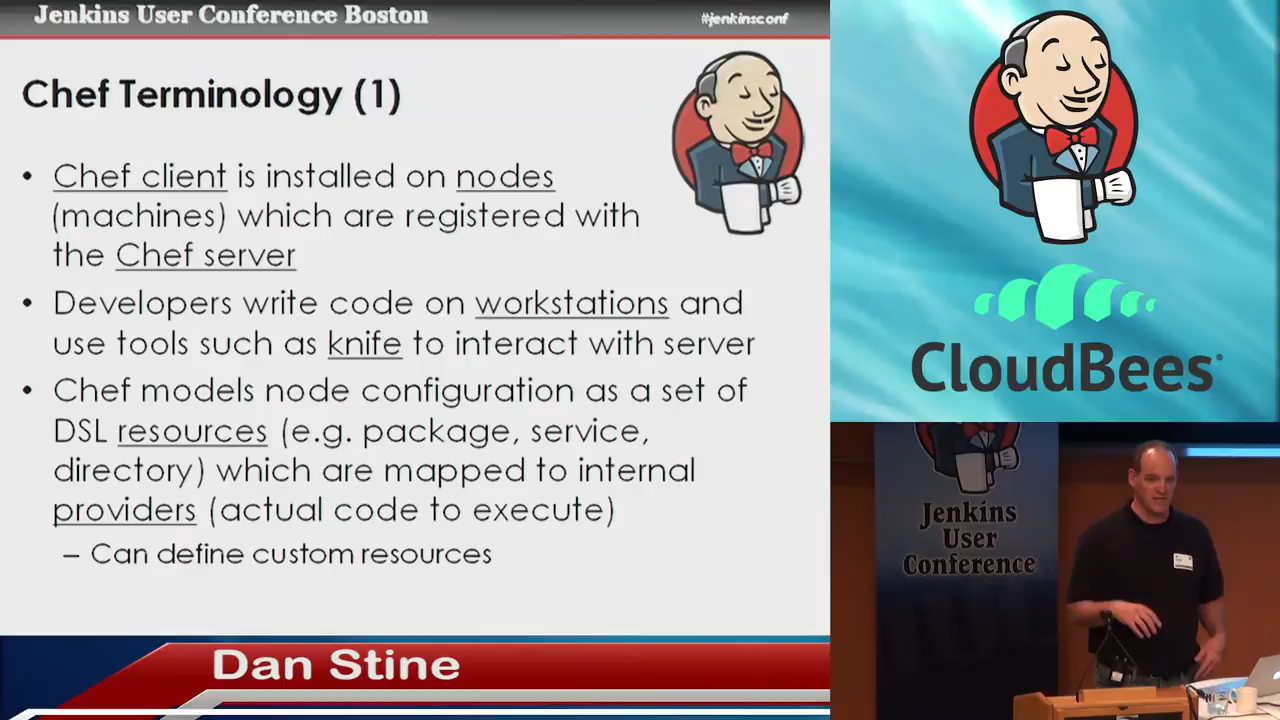 Jenkins User Conference Boston
#jenkinsconf
Chef Terminology (1)
• Chef client is installed on nodes
(machines) which are registered with
the Chef server
• Developers write code on workstations and
use tools such as knife to interact with server
• Chef models node configuration as a set of
DSL resources (e.g. package, service,
directory) which are mapped to internal
providers (actual code to execute)
– Can define custom resources
Dan Stine
CloudBees
Jenkins
User
Conference